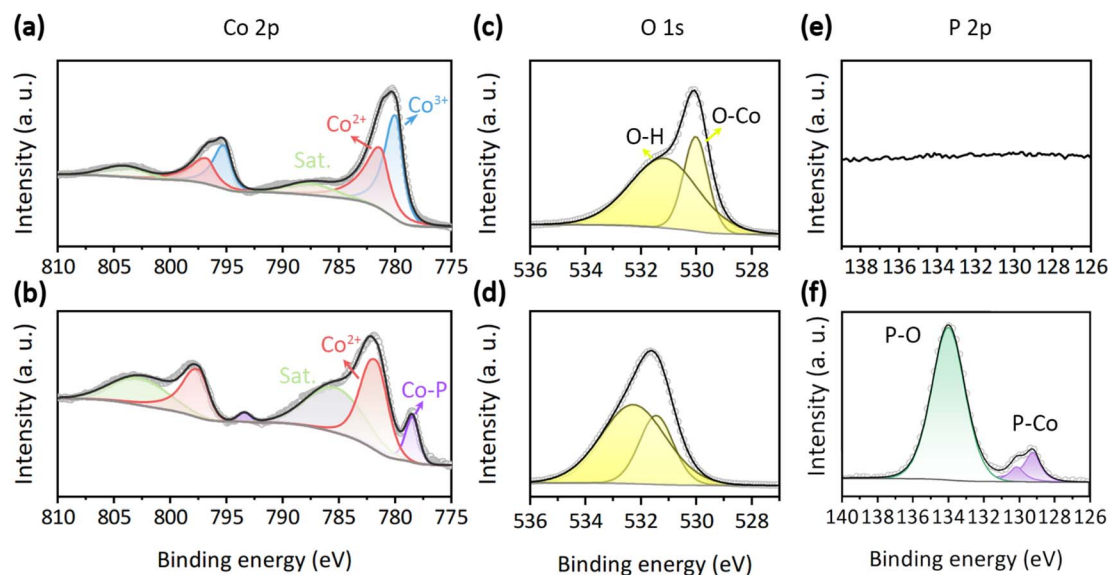 (a) Co 2p
(c) O 1s
(e) P 2p
Intensity (a. u.)
Co²⁺
Co³⁺
Sat.
810 805 800 795 790 785 780 775
Intensity (a. u.)
O-H
O-Co
536 534 532 530 528
Intensity (a. u.)
138 136 134 132 130 128 126
(b)
(d)
(f)
Intensity (a. u.)
Sat.
Co²⁺
Co-P
810 805 800 795 790 785 780 775
Binding energy (eV)
Intensity (a. u.)
536 534 532 530 528
Binding energy (eV)
Intensity (a. u.)
P-O
P-Co
140 138 135 134 132 130 128 126
Binding energy (eV)